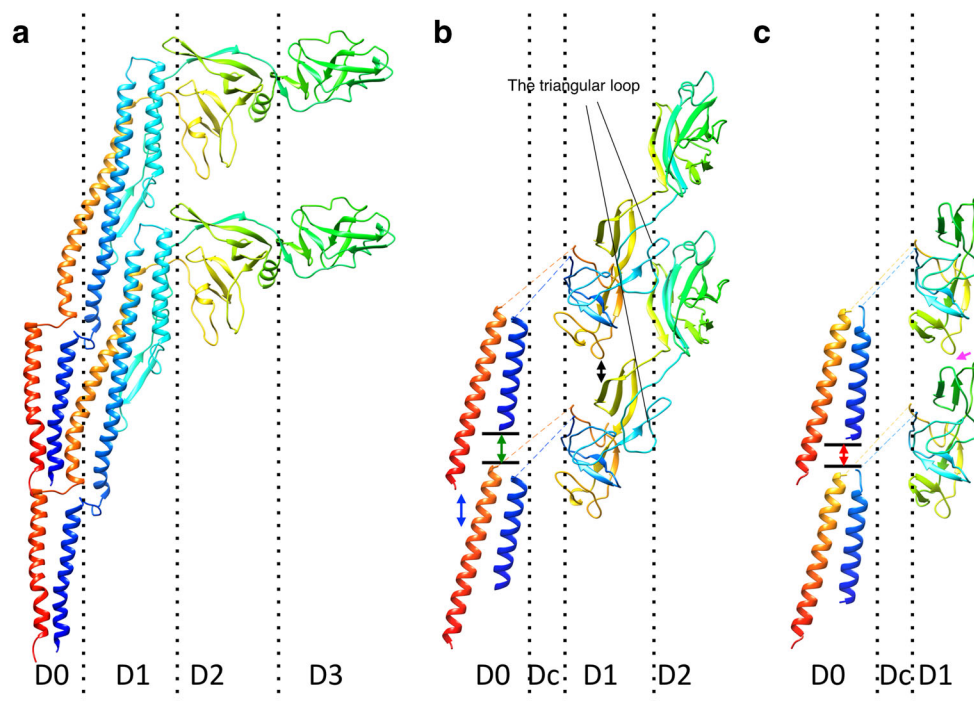 a
b
c
The triangular loop
D0 D1 D2 D3
D0 Dc D1 D2
D0 Dc D1